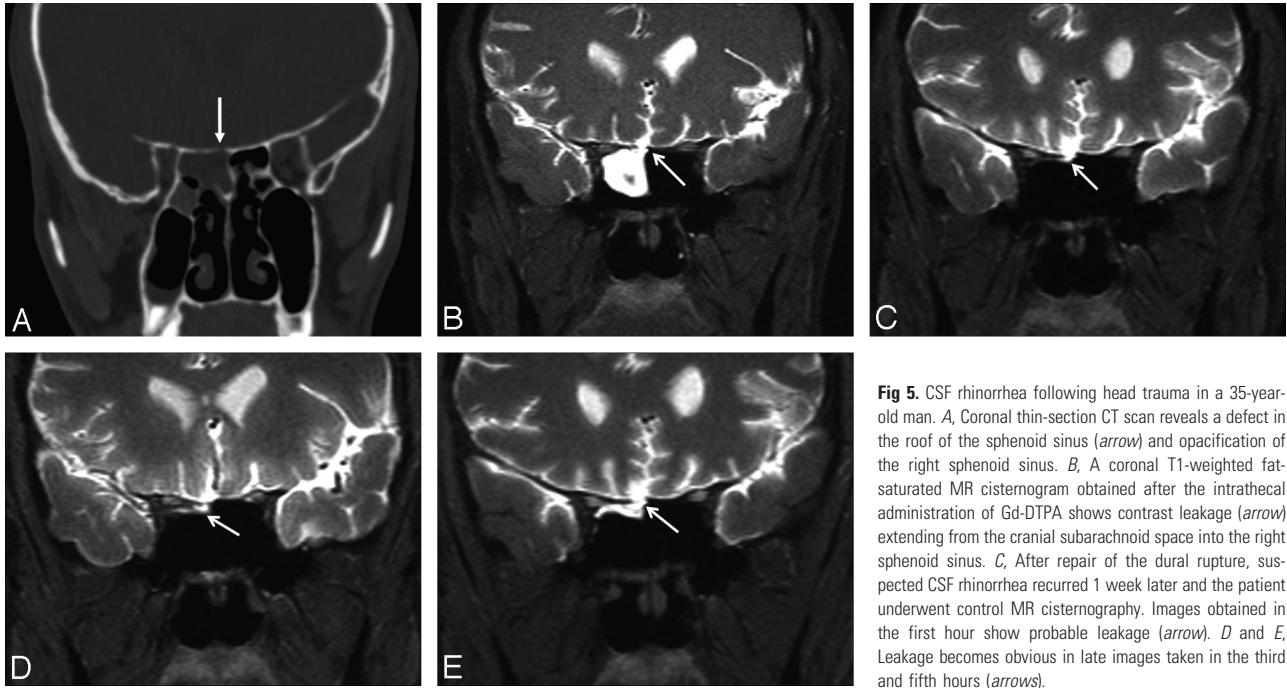 A
B
C
D
E
Fig 5. CSF rhinorrhea following head trauma in a 35-year-
old man. A, Coronal thin-section CT scan reveals a defect in
the roof of the sphenoid sinus (arrow) and opacification of
the right sphenoid sinus. B, A coronal T1-weighted fat-
saturated MR cisternogram obtained after the intrathecal
administration of Gd-DTPA shows contrast leakage (arrow)
extending from the cranial subarachnoid space into the right
sphenoid sinus. C, After repair of the dural rupture, sus-
pected CSF rhinorrhea recurred 1 week later and the patient
underwent control MR cisternography. Images obtained in
the first hour show probable leakage (arrow). D and E,
Leakage becomes obvious in late images taken in the third
and fifth hours (arrows).